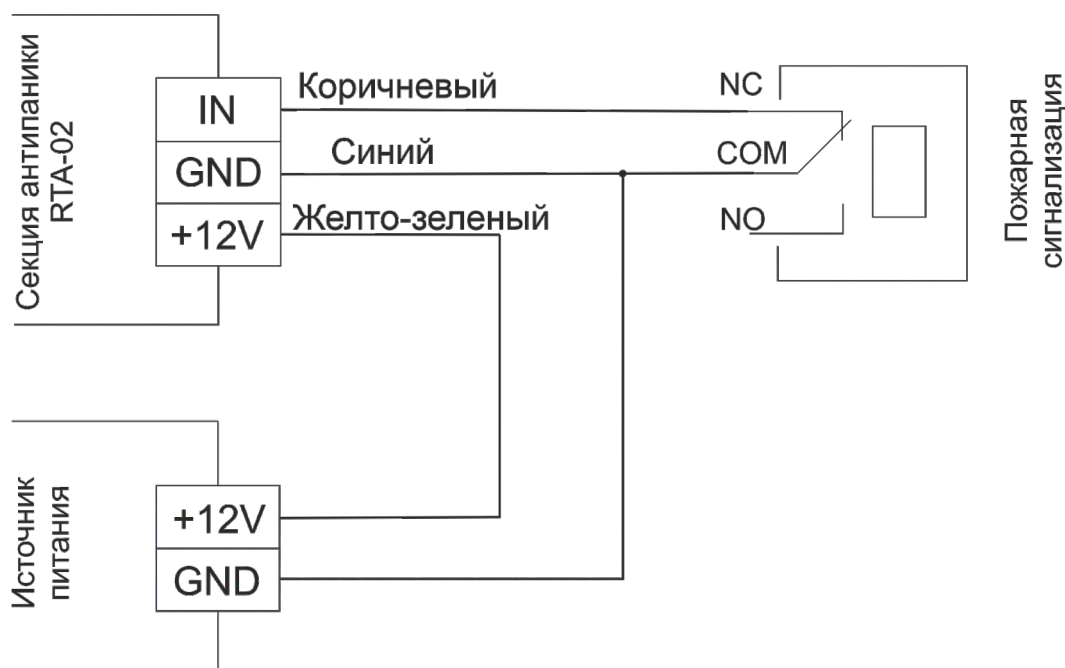 Секция антипаники
RTA-02
IN
GND
+12V
Коричневый
Синий
Желто-зеленый
NC
COM
NO
Пожарная
сигнализация
Источник
питания
+12V
GND